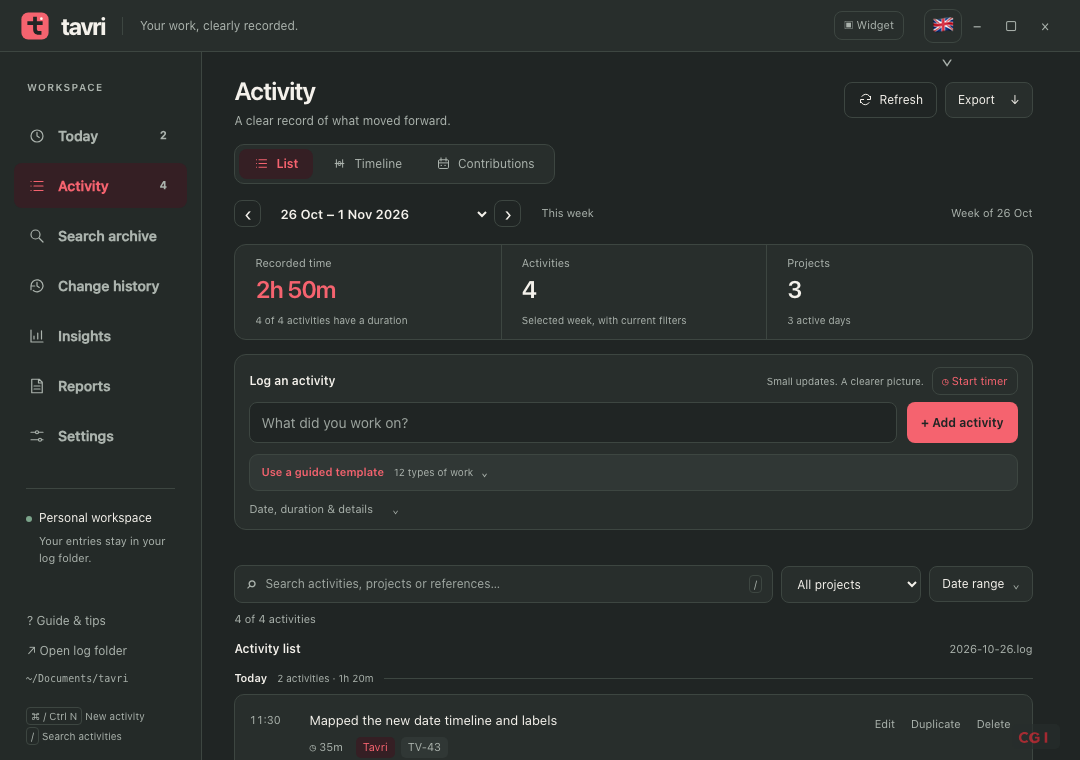 tavri
Your work, clearly recorded.
Widget
WORKSPACE
Today 2
Activity 4
Search archive
Change history
Insights
Reports
Settings
Personal workspace
Your entries stay in your
log folder.
? Guide & tips
↗ Open log folder
~/Documents/tavri
⌘ / Ctrl N New activity
/ Search activities
Activity
A clear record of what moved forward.
Refresh
Export ↓
List
Timeline
Contributions
‹ 26 Oct – 1 Nov 2026 › This week Week of 26 Oct
Recorded time
2h 50m
4 of 4 activities have a duration
Activities
4
Selected week, with current filters
Projects
3
3 active days
Log an activity
Small updates. A clearer picture.
Start timer
What did you work on?
+ Add activity
Use a guided template 12 types of work
Date, duration & details
Search activities, projects or references... /
All projects
Date range
4 of 4 activities
Activity list 2026-10-26.log
Today 2 activities · 1h 20m
11:30 Mapped the new date timeline and labels
Edit Duplicate Delete
35m Tavri TV-43
CGI